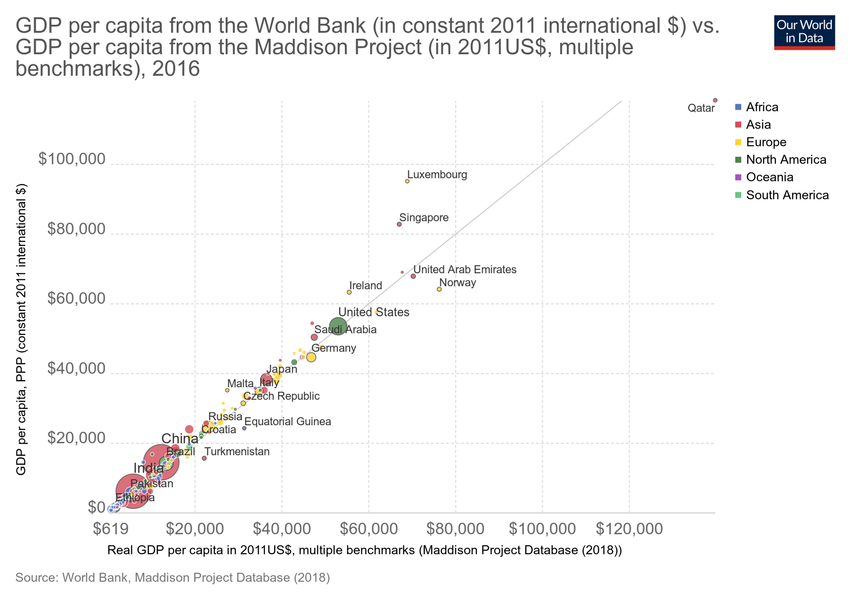 GDP per capita from the World Bank (in constant 2011 international $) vs.
GDP per capita from the Maddison Project (in 2011US$, multiple
benchmarks), 2016
Our World
in Data
Qatar
Africa
Asia
Europe
North America
Oceania
South America
$100,000
Luxembourg
$80,000
Singapore
United Arab Emirates
Norway
Ireland
$60,000
United States
Saudi Arabia
Germany
$40,000
Japan
Malta
Italy
Czech Republic
Russia
Equatorial Guinea
Croatia
$20,000
China
Brazil
Turkmenistan
India
Pakistan
Ethiopia
$0
GDP per capita, PPP (constant 2011 international $)
$619
$20,000
$40,000
$60,000
$80,000
$100,000
$120,000
Real GDP per capita in 2011US$, multiple benchmarks (Maddison Project Database (2018))
Source: World Bank, Maddison Project Database (2018)